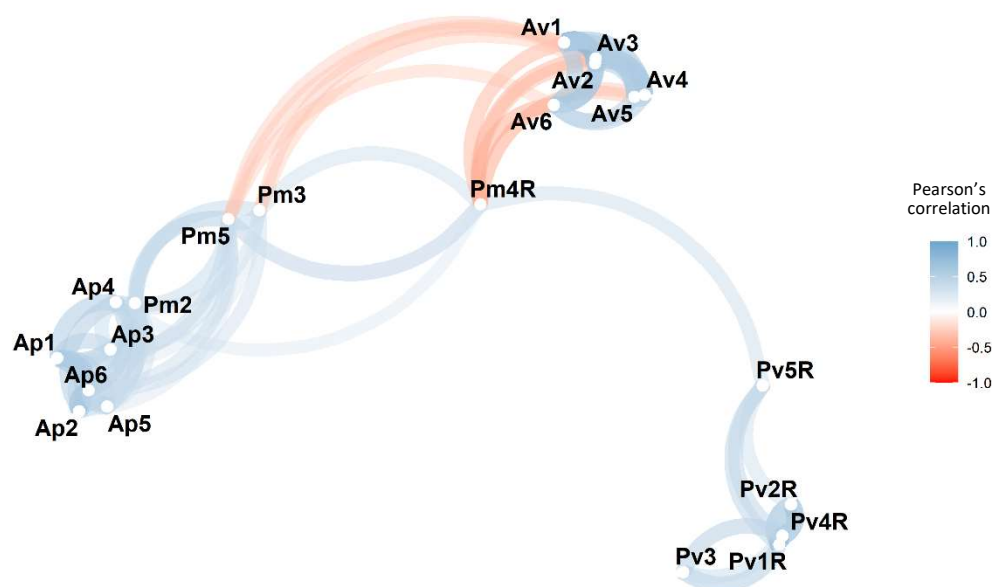 Av1
Av3
Av2
Av4
Av5
Av6
Pm3
Pm4R
Pm5
Pearson's
correlation
1.0
0.5
0.0
-0.5
-1.0
Ap4
Pm2
Ap1
Ap3
Ap6
Ap2
Ap5
Pv5R
Pv2R
Pv4R
Pv3
Pv1R